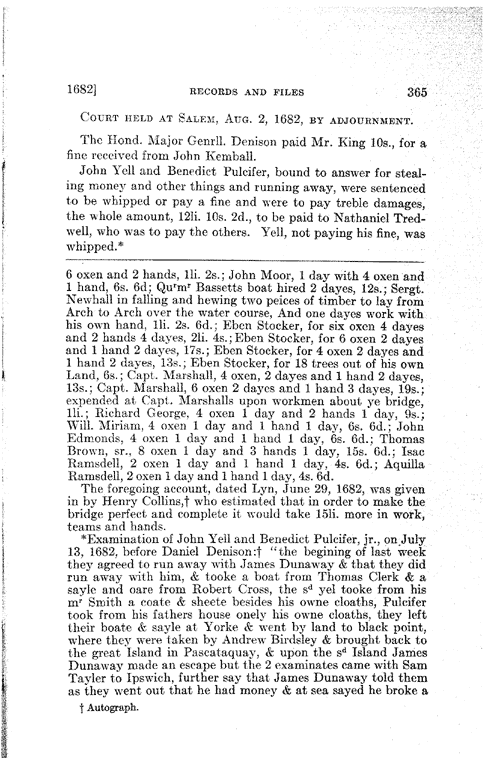 1682] RECORDS AND FILES 365
COURT HELD AT SALEM, AUG. 2, 1682, BY ADJOURNMENT.
The Hond. Major Genrll. Denison paid Mr. King 10s., for a
fine received from John Kemball.
John Yell and Benedict Pulcifer, bound to answer for steal-
ing money and other things and running away, were sentenced
to be whipped or pay a fine and were to pay treble damages,
the whole amount, 12li. 10s. 2d., to be paid to Nathaniel Tred-
well, who was to pay the others. Yell, not paying his fine, was
whipped.*
6 oxen and 2 hands, 1li. 2s.; John Moor, 1 day with 4 oxen and
1 hand, 6s. 6d; Qurmr Bassetts boat hired 2 dayes, 12s.; Sergt.
Newhall in falling and hewing two peices of timber to lay from
Arch to Arch over the water course, And one dayes work with
his own hand, 1li. 2s. 6d.; Eben Stocker, for six oxen 4 dayes
and 2 hands 4 dayes, 2li. 4s.; Eben Stocker, for 6 oxen 2 dayes
and 1 hand 2 dayes, 17s.; Eben Stocker, for 4 oxen 2 dayes and
1 hand 2 dayes, 13s.; Eben Stocker, for 18 trees out of his own
Land, 6s.; Capt. Marshall, 4 oxen, 2 dayes and 1 hand 2 dayes,
13s.; Capt. Marshall, 6 oxen 2 dayes and 1 hand 3 dayes, 19s.;
expended at Capt. Marshalls upon workmen about ye bridge,
1li.; Richard George, 4 oxen 1 day and 2 hands 1 day, 9s.;
Will. Miriam, 4 oxen 1 day and 1 hand 1 day, 6s. 6d.; John
Edmonds, 4 oxen 1 day and 1 hand 1 day, 6s. 6d.; Thomas
Brown, sr., 8 oxen 1 day and 3 hands 1 day, 15s. 6d.; Isac
Ramsdell, 2 oxen 1 day and 1 hand 1 day, 4s. 6d.; Aquilla
Ramsdell, 2 oxen 1 day and 1 hand 1 day, 4s. 6d.
The foregoing account, dated Lyn, June 29, 1682, was given
in by Henry Collins,† who estimated that in order to make the
bridge perfect and complete it would take 15li. more in work,
teams and hands.
*Examination of John Yell and Benedict Pulcifer, jr., on July
13, 1682, before Daniel Denison:† "the begining of last week
they agreed to run away with James Dunaway & that they did
run away with him, & tooke a boat from Thomas Clerk & a
sayle and oare from Robert Cross, the sd yel tooke from his
mr Smith a coate & sheete besides his owne cloaths, Pulcifer
took from his fathers house onely his owne cloaths, they left
their boate & sayle at Yorke & went by land to black point,
where they were taken by Andrew Birdsley & brought back to
the great Island in Pascataquay, & upon the sd Island James
Dunaway made an escape but the 2 examinates came with Sam
Tayler to Ipswich, further say that James Dunaway told them
as they went out that he had money & at sea sayed he broke a
† Autograph.